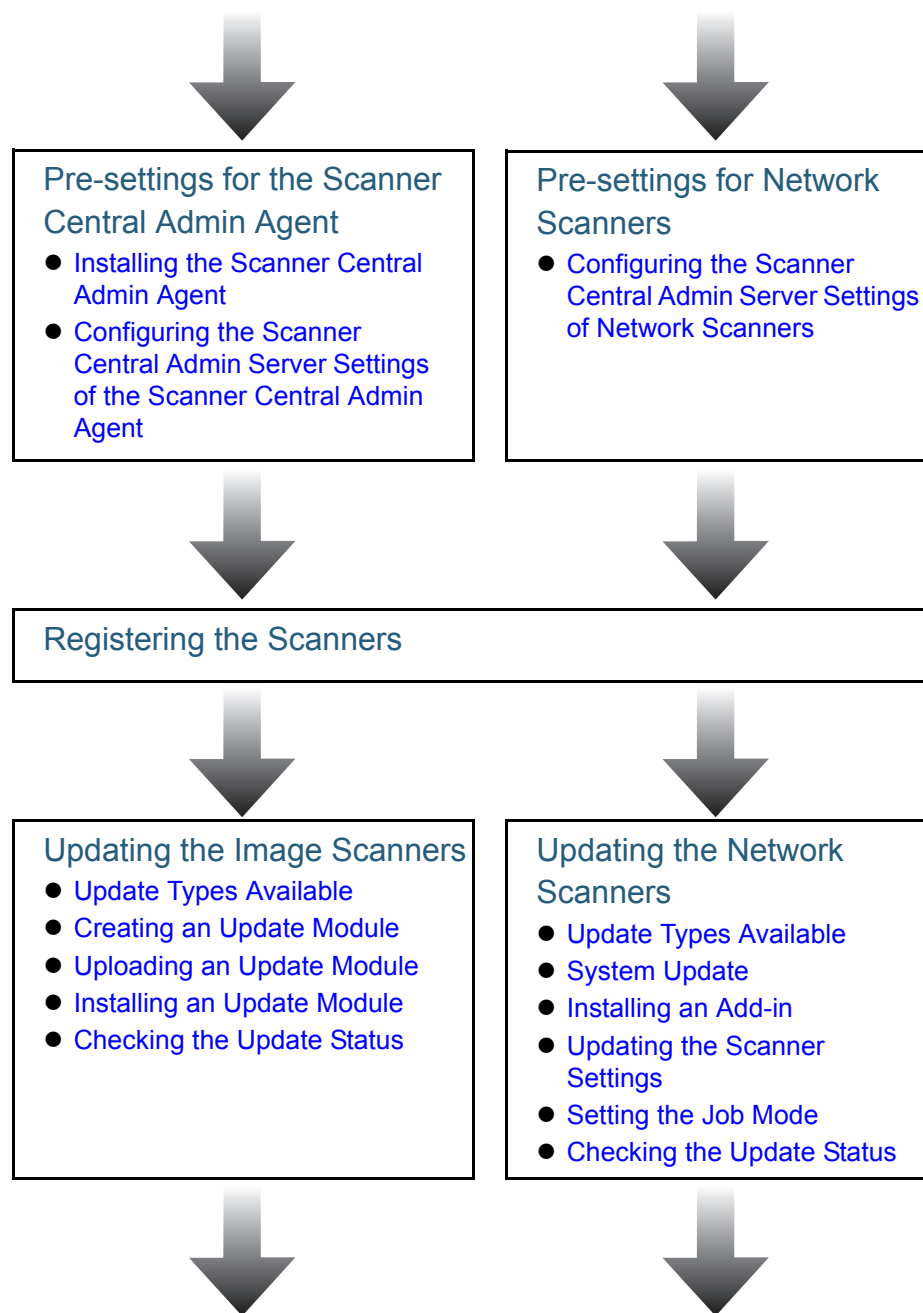 Pre-settings for the Scanner
Central Admin Agent
● Installing the Scanner Central
Admin Agent
● Configuring the Scanner
Central Admin Server Settings
of the Scanner Central Admin
Agent
Pre-settings for Network
Scanners
● Configuring the Scanner
Central Admin Server Settings
of Network Scanners
Registering the Scanners
Updating the Image Scanners
● Update Types Available
● Creating an Update Module
● Uploading an Update Module
● Installing an Update Module
● Checking the Update Status
Updating the Network
Scanners
● Update Types Available
● System Update
● Installing an Add-in
● Updating the Scanner
Settings
● Setting the Job Mode
● Checking the Update Status